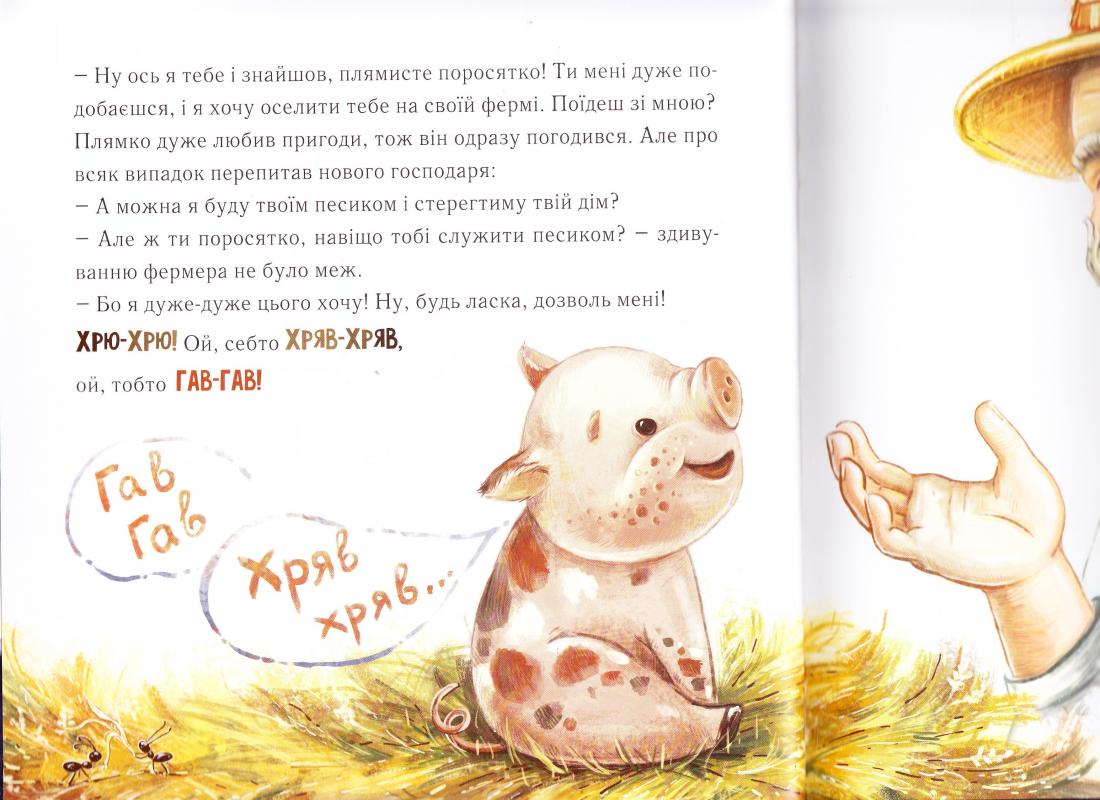 – Ну ось я тебе і знайшов, плямисте поросятко! Ти мені дуже по-
добаєшся, і я хочу оселити тебе на своїй фермі. Поїдеш зі мною?
Плямко дуже любив пригоди, тож він одразу погодився. Але про
всяк випадок перепитав нового господаря:
– А можна я буду твоїм песиком і стерегтиму твій дім?
– Але ж ти поросятко, навіщо тобі служити песиком? – здиву-
ванню фермера не було меж.
– Бо я дуже-дуже цього хочу! Ну, будь ласка, дозволь мені!
ХРЮ-ХРЮ! Ой, себто ХРЯВ-ХРЯВ,
ой, тобто ГАВ-ГАВ!
Гав
Гав
Хряв
хряв...